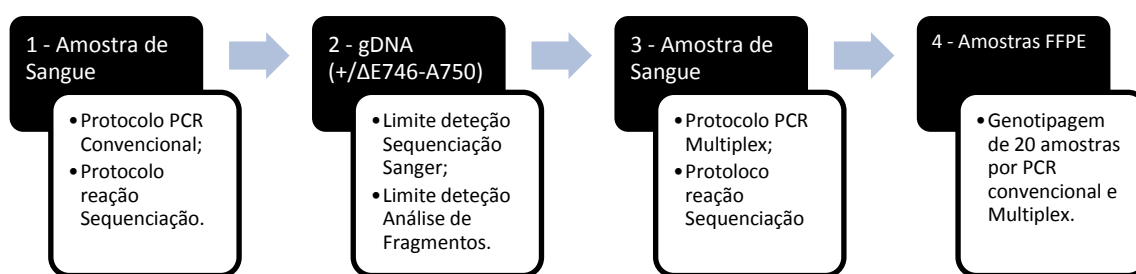 1 - Amostra de
Sangue
•Protocolo PCR
Convencional;
•Protocolo
reação
Sequenciação.
2 - gDNA
(+/ΔE746-A750)
•Limite deteção
Sequenciação
Sanger;
•Limite deteção
Análise de
Fragmentos.
3 - Amostra de
Sangue
•Protocolo PCR
Multiplex;
•Protoloco
reação
Sequenciação
4 - Amostras FFPE
•Genotipagem
de 20 amostras
por PCR
convencional e
Multiplex.